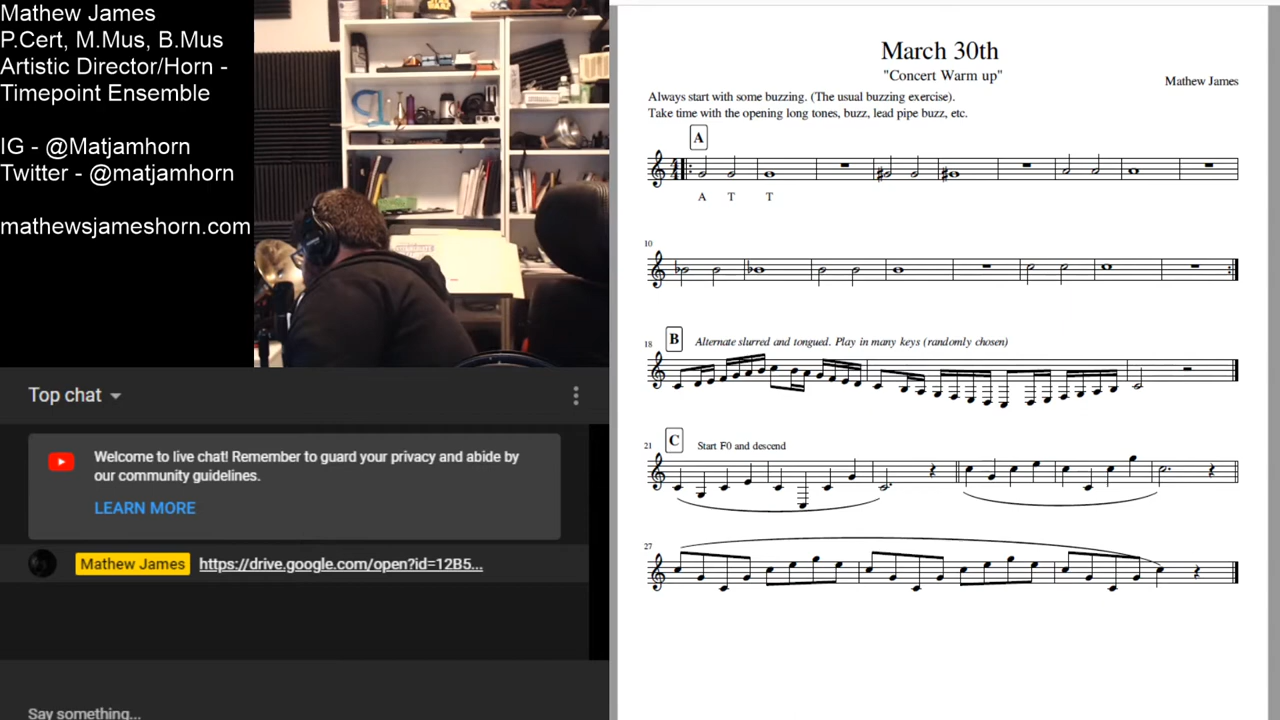 Mathew James
P.Cert, M.Mus, B.Mus
Artistic Director/Horn -
Timepoint Ensemble
IG - @Matjamhorn
Twitter - @matjamhorn
mathewsjameshorn.com
Top chat
Welcome to live chat! Remember to guard your privacy and abide by
our community guidelines.
LEARN MORE
Mathew James https://drive.google.com/open?id=12B5...
Say something...
March 30th
"Concert Warm up"
Mathew James
Always start with some buzzing. (The usual buzzing exercise).
Take time with the opening long tones, buzz, lead pipe buzz, etc.
A
A T T
10
18 B Alternate slurred and tongued. Play in many keys (randomly chosen)
21 C Start F0 and descend
27